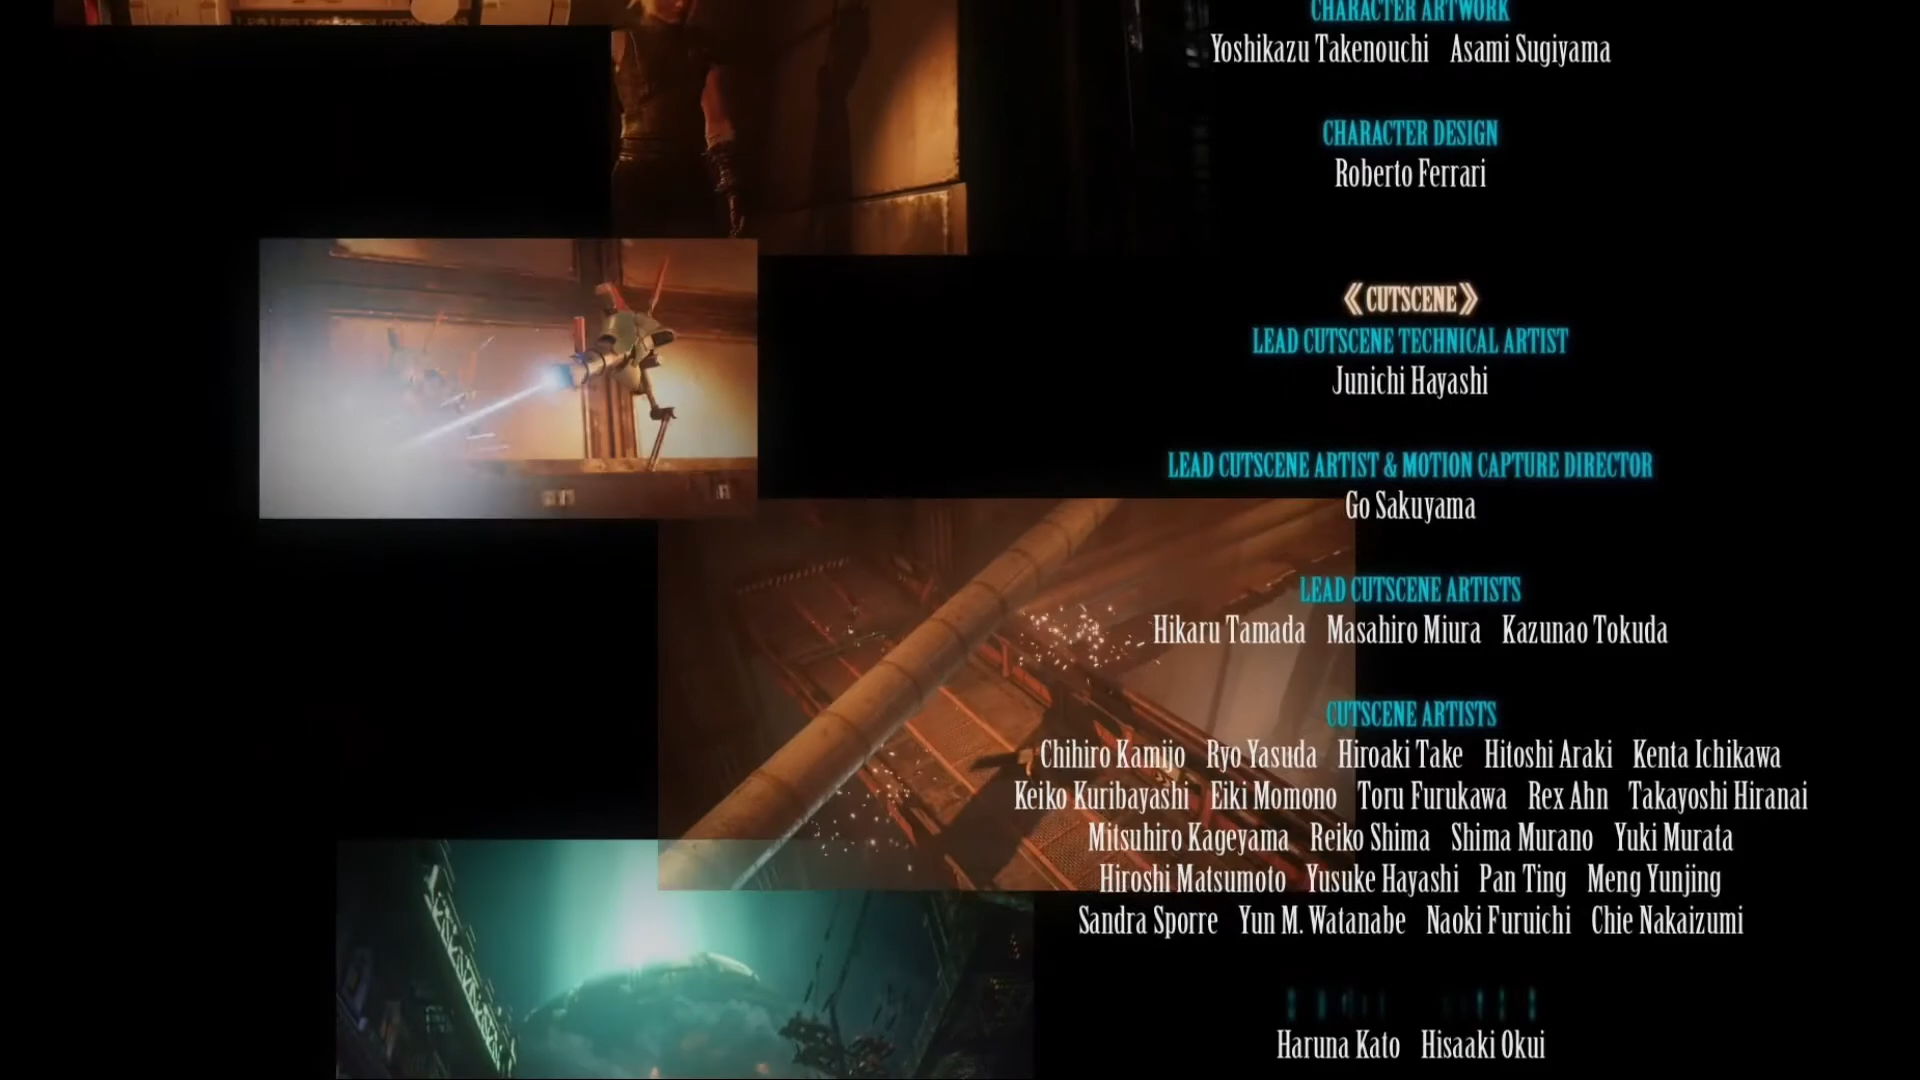 CHARACTER ARTWORK
Yoshikazu Takenouchi Asami Sugiyama
CHARACTER DESIGN
Roberto Ferrari
《CUTSCENE》
LEAD CUTSCENE TECHNICAL ARTIST
Junichi Hayashi
LEAD CUTSCENE ARTIST & MOTION CAPTURE DIRECTOR
Go Sakuyama
LEAD CUTSCENE ARTISTS
Hikaru Tamada Masahiro Miura Kazunao Tokuda
CUTSCENE ARTISTS
Chihiro Kamijo Ryo Yasuda Hiroaki Take Hitoshi Araki Kenta Ichikawa
Keiko Kuribayashi Eiki Momono Toru Furukawa Rex Ahn Takayoshi Hiranai
Mitsuhiro Kageyama Reiko Shima Shima Murano Yuki Murata
Hiroshi Matsumoto Yusuke Hayashi Pan Ting Meng Yunjing
Sandra Sporre Yun M. Watanabe Naoki Furuichi Chie Nakaizumi
Haruna Kato Hisaaki Okui